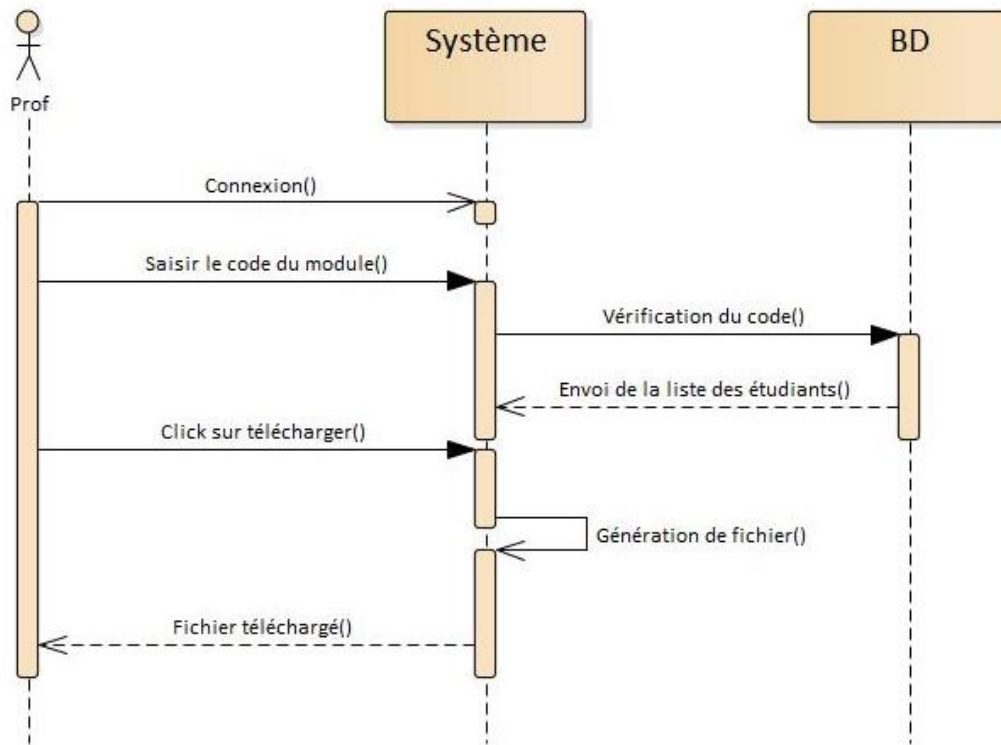 Système
BD
Prof
Connexion()
Saisir le code du module()
Vérification du code()
Envoi de la liste des étudiants()
Click sur télécharger()
Génération de fichier()
Fichier téléchargé()